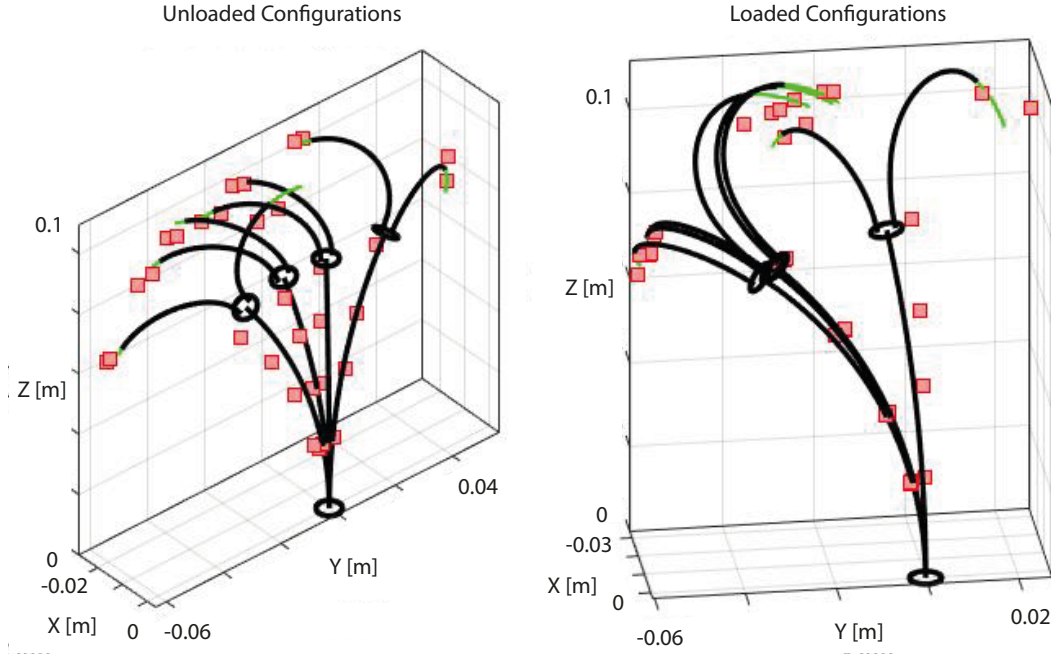 Unloaded Configurations
Loaded Configurations
0.1
Z [m]
0
-0.02
X [m]
0
-0.06
Y [m]
0.04
0.1
Z [m]
0
-0.03
X [m]
0
-0.06
Y [m]
0.02